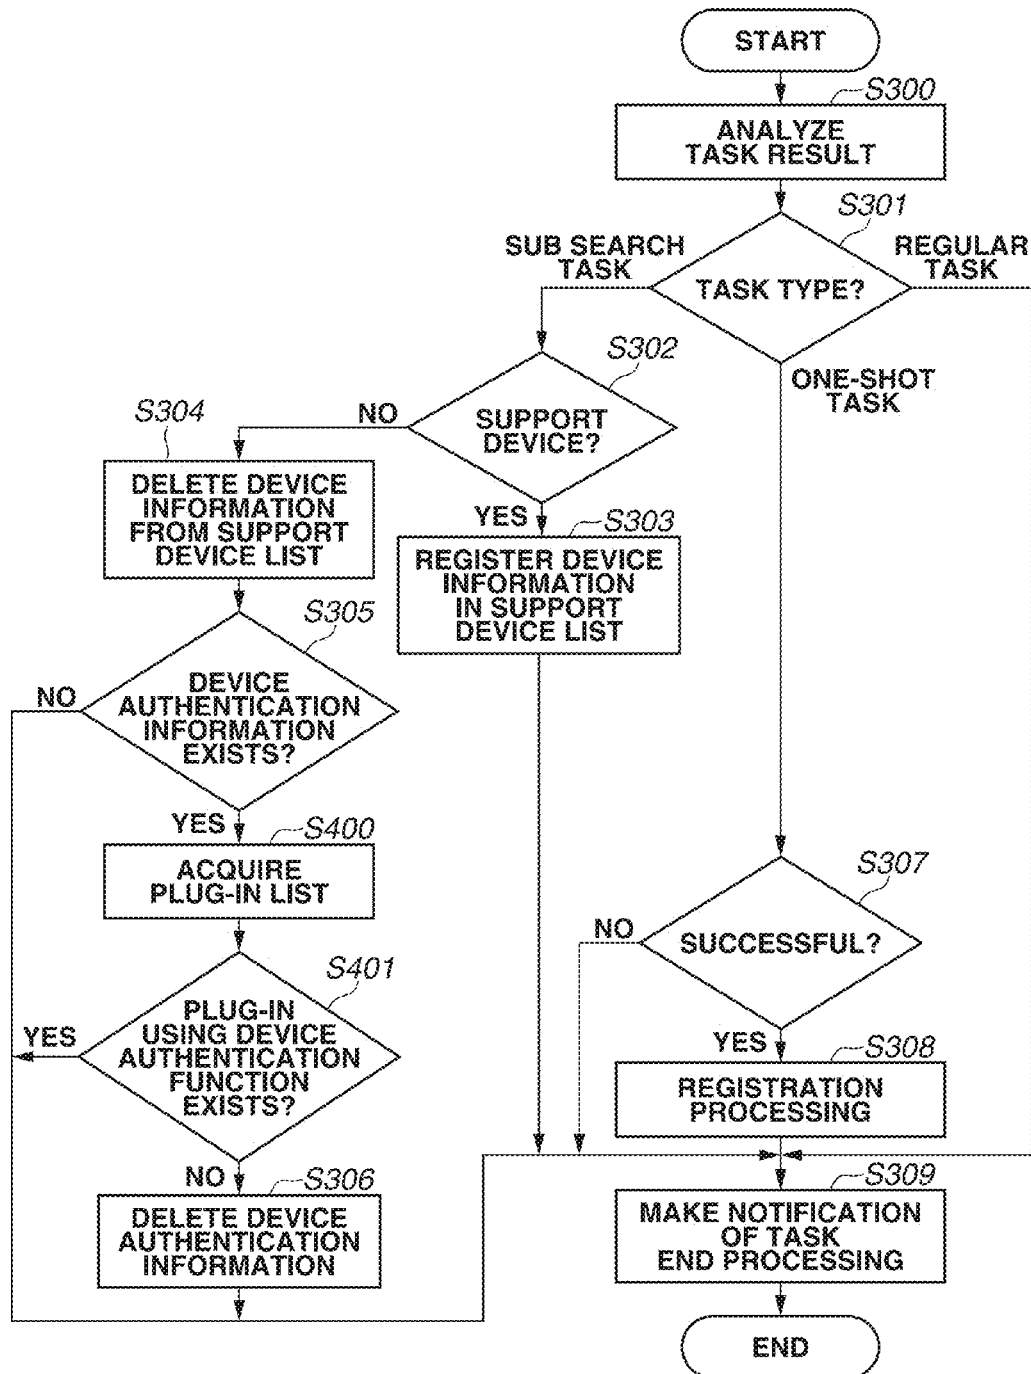 START
S300
ANALYZE
TASK RESULT
S301
SUB SEARCH
TASK
TASK TYPE?
REGULAR
TASK
ONE-SHOT
TASK
S302
SUPPORT
DEVICE?
NO
YES
S304
DELETE DEVICE
INFORMATION
FROM SUPPORT
DEVICE LIST
S303
REGISTER DEVICE
INFORMATION
IN SUPPORT
DEVICE LIST
S305
DEVICE
AUTHENTICATION
INFORMATION
EXISTS?
NO
YES
S400
ACQUIRE
PLUG-IN LIST
S401
PLUG-IN
USING DEVICE
AUTHENTICATION
FUNCTION
EXISTS?
YES
NO
S306
DELETE DEVICE
AUTHENTICATION
INFORMATION
S307
SUCCESSFUL?
NO
YES
S308
REGISTRATION
PROCESSING
S309
MAKE NOTIFICATION
OF TASK
END PROCESSING
END